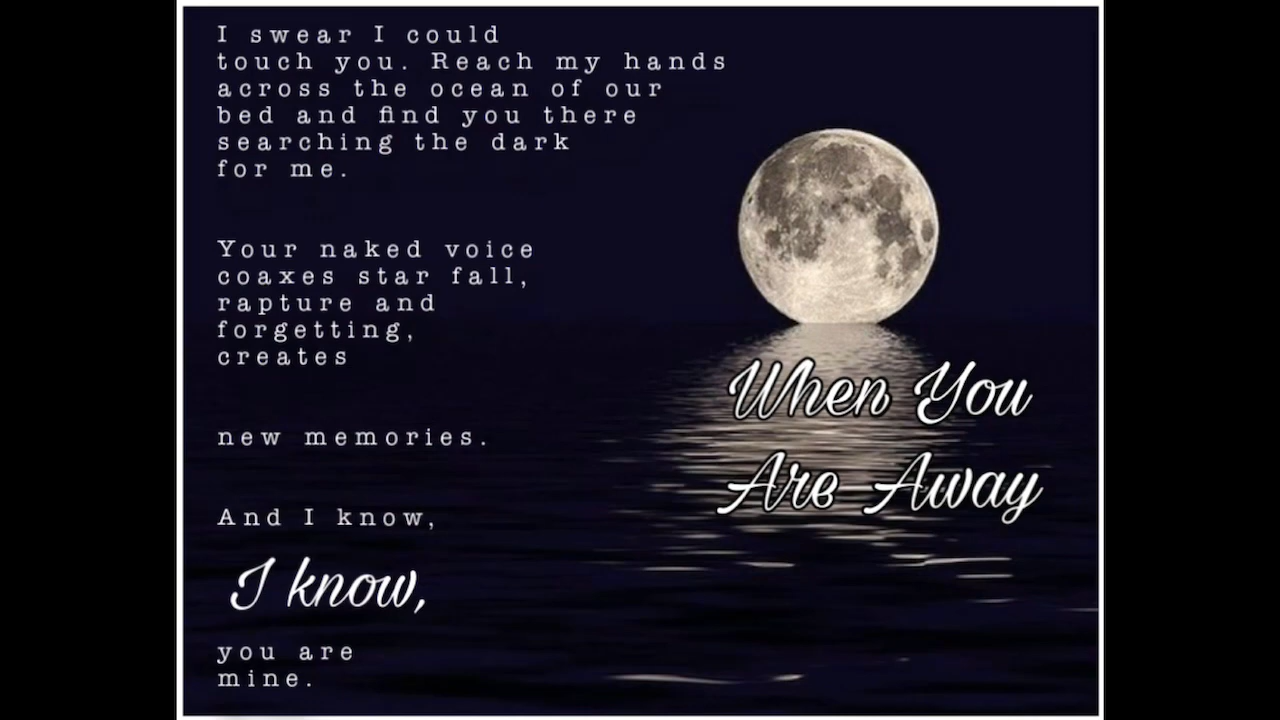 I swear I could
touch you. Reach my hands
across the ocean of our
bed and find you there
searching the dark
for me.
Your naked voice
coaxes star fall,
rapture and
forgetting,
creates
new memories.
And I know,
I know,
you are
mine.
When You
Are Away